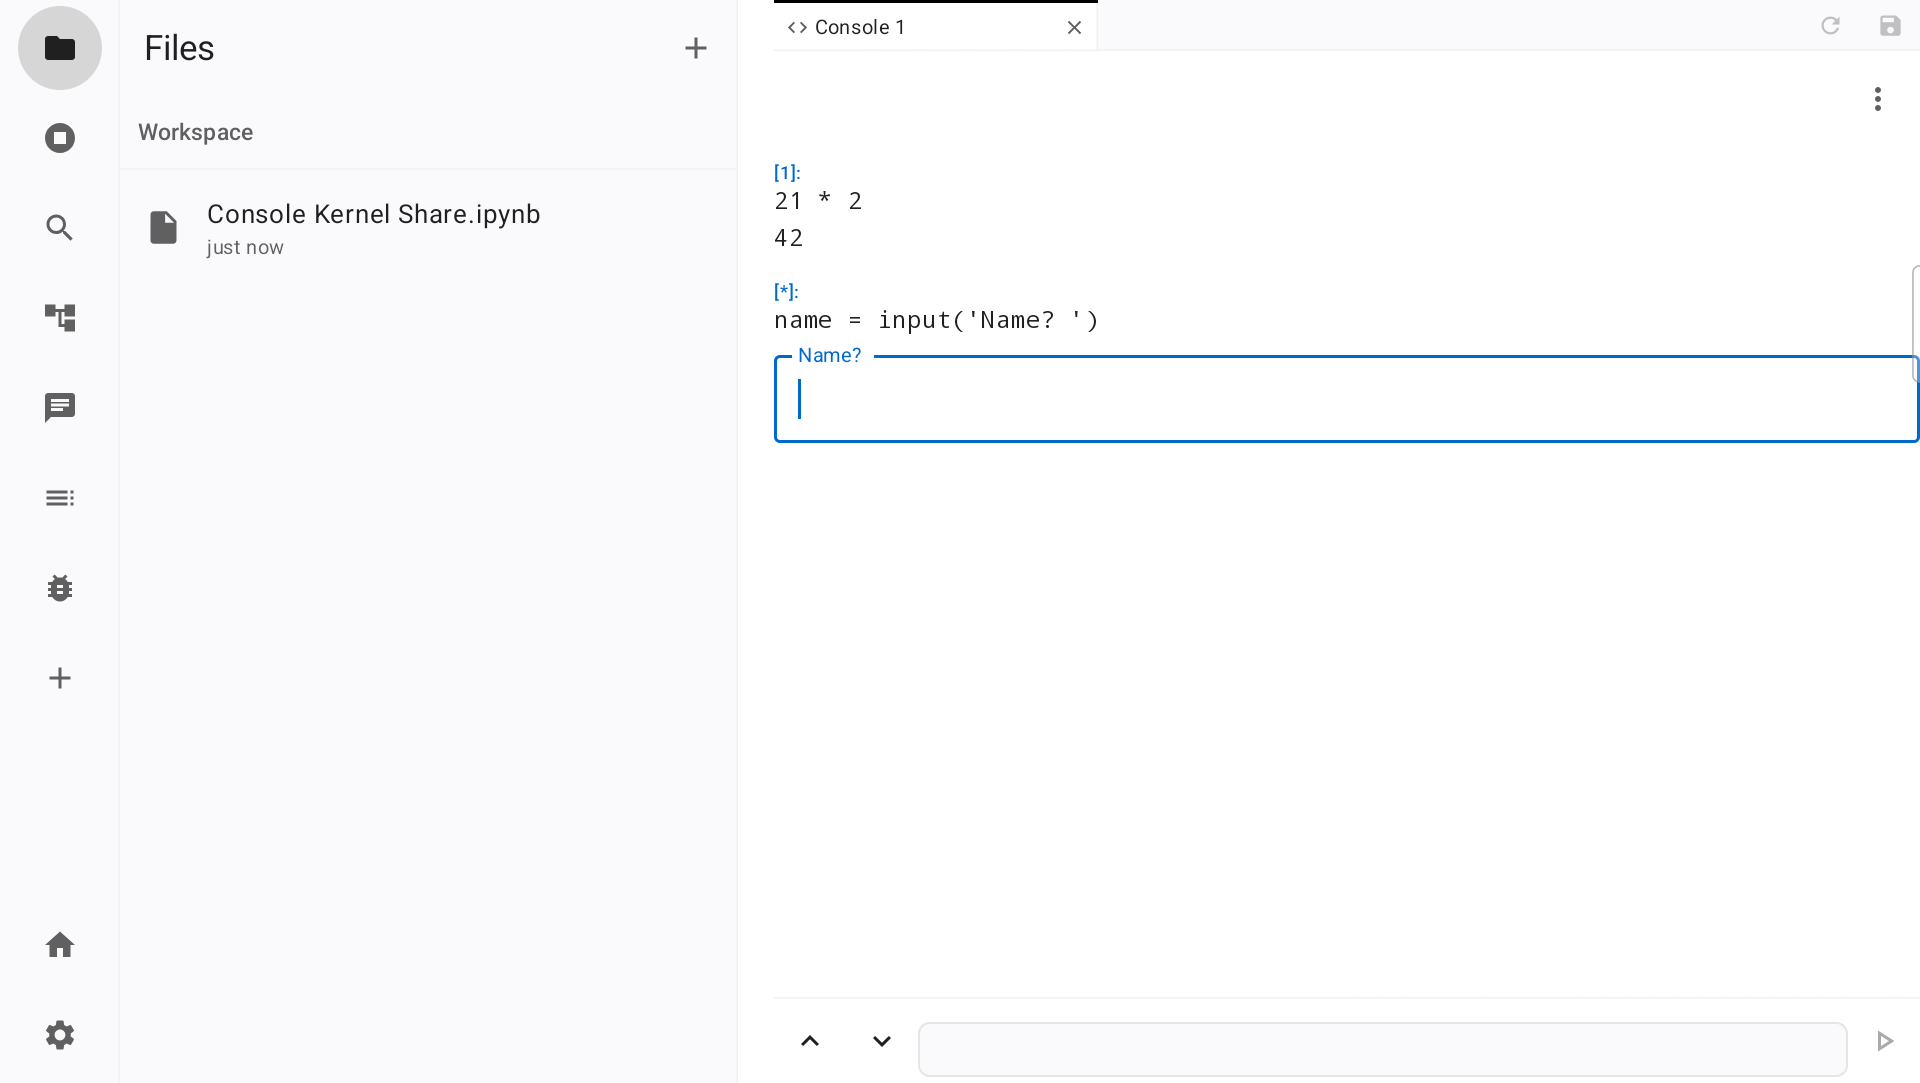 Files
Workspace
Console Kernel Share.ipynb
just now
Console 1
[1]:
21 * 2
42
[*]:
name = input('Name? ')
Name?